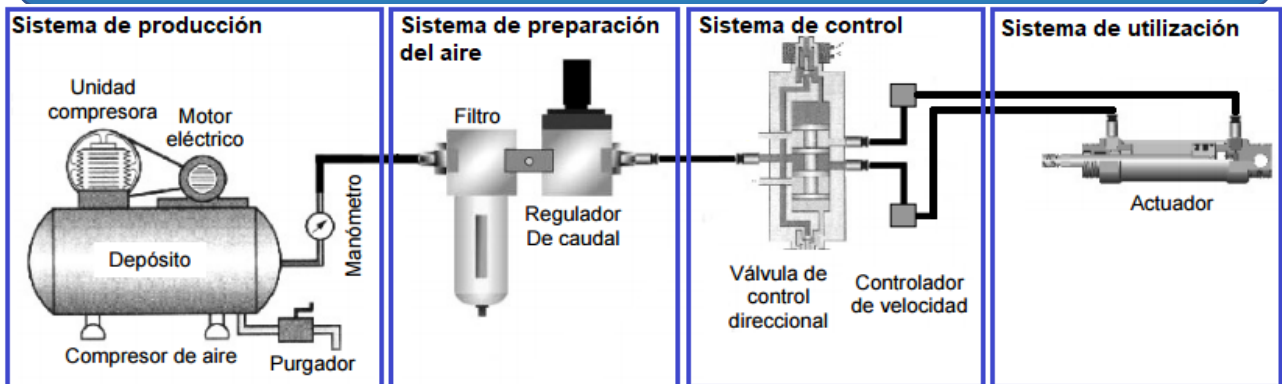 Sistema de producción
Unidad
compresora
Motor
eléctrico
Manómetro
Depósito
Compresor de aire
Purgador
Sistema de preparación
del aire
Filtro
Regulador
De caudal
Sistema de control
Válvula de
control
direccional
Controlador
de velocidad
Sistema de utilización
Actuador